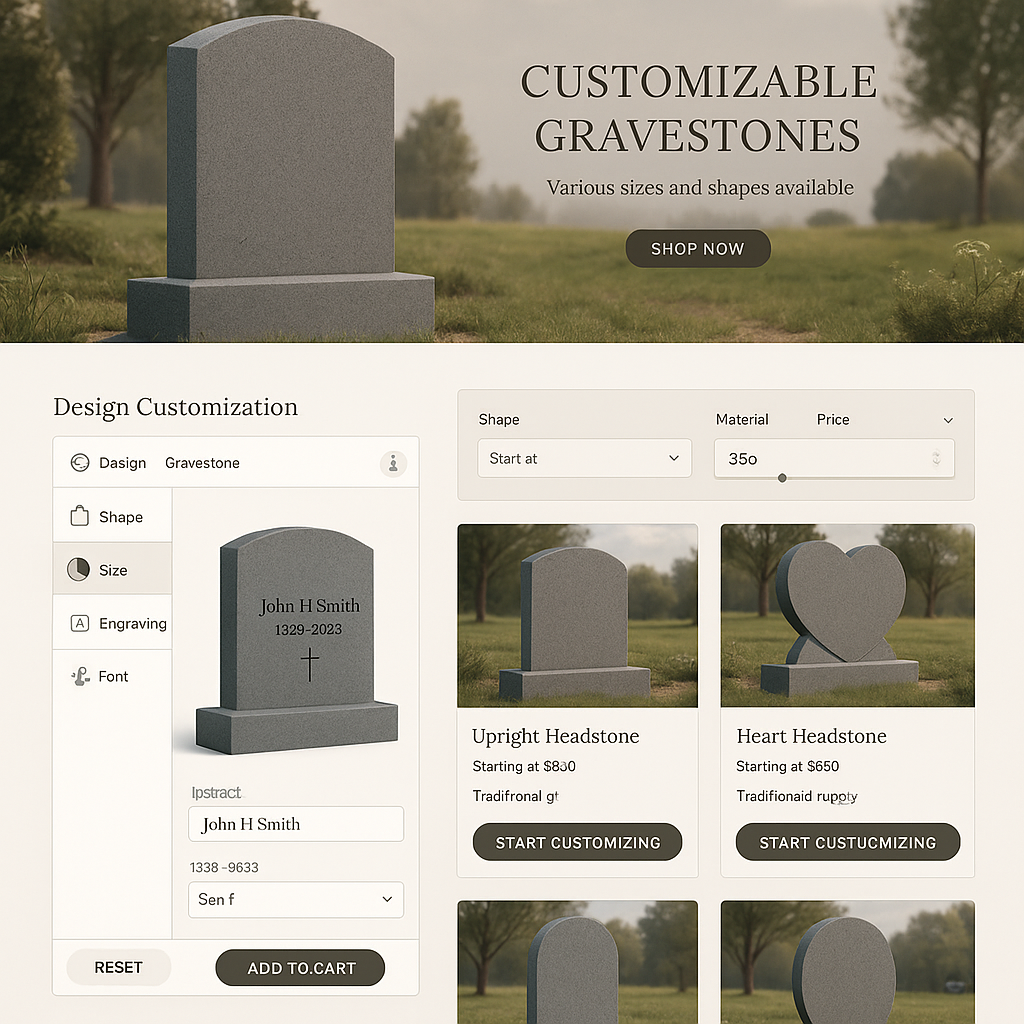 CUSTOMIZABLE
GRAVESTONES
Various sizes and shapes available
SHOP NOW
Design Customization
Dasign Gravestone
Shape
Size
Engraving
Font
John H Smith
1329-2023
Ipstract
John H Smith
1338-9633
Sen f
RESET
ADD TO.CART
Shape
Material
Price
Start at
35o
Upright Headstone
Starting at $830
Tradifronal gt
START CUSTOMIZING
Heart Headstone
Starting at $650
Tradifionaid
START CUSTUCMIZING